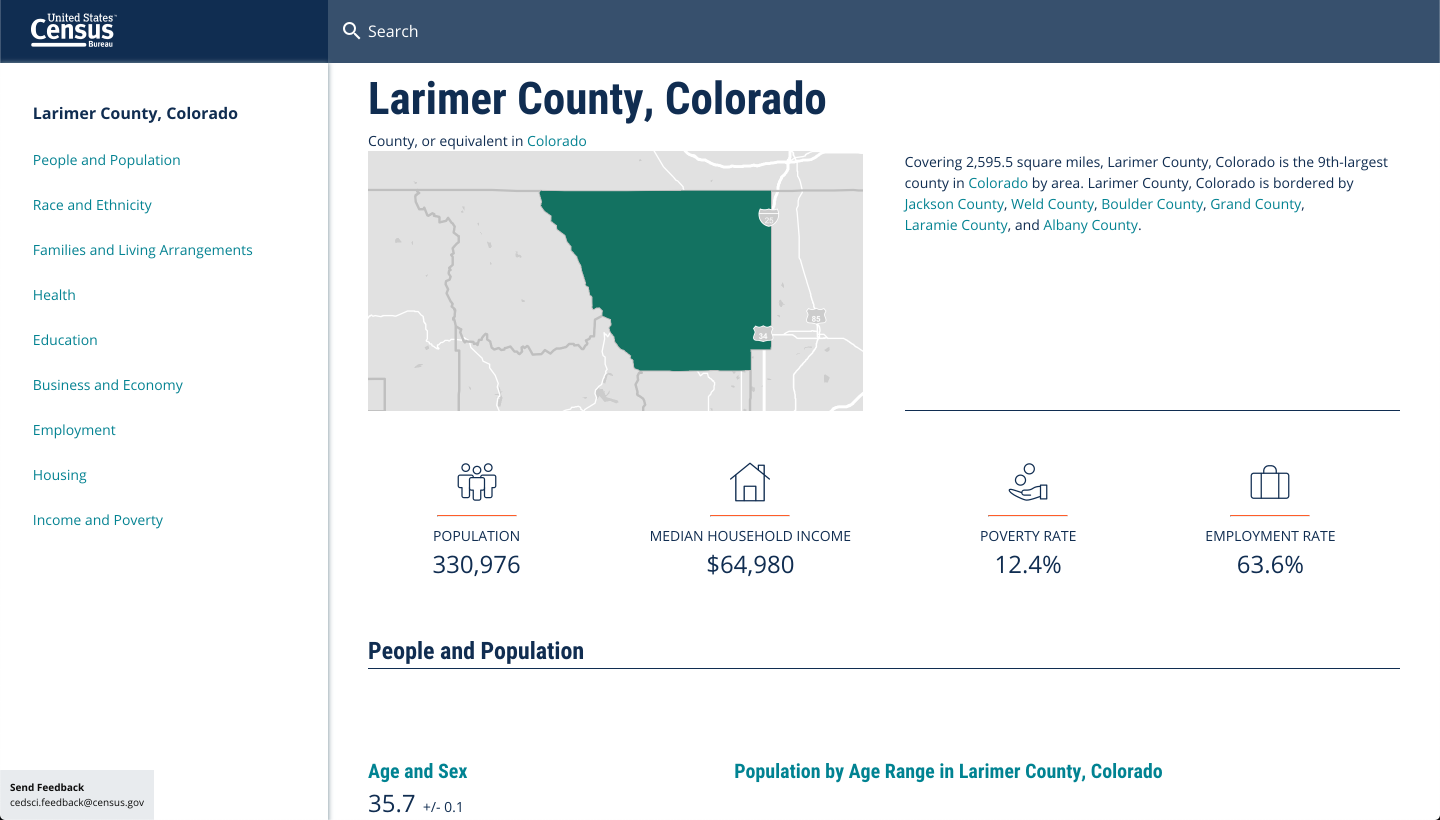 United States™
Census
Bureau
Search
Larimer County, Colorado
People and Population
Race and Ethnicity
Families and Living Arrangements
Health
Education
Business and Economy
Employment
Housing
Income and Poverty
Send Feedback
cedsci.feedback@census.gov
Larimer County, Colorado
County, or equivalent in Colorado
85
34
Covering 2,595.5 square miles, Larimer County, Colorado is the 9th-largest
county in Colorado by area. Larimer County, Colorado is bordered by
Jackson County, Weld County, Boulder County, Grand County,
Laramie County, and Albany County.
POPULATION
330,976
MEDIAN HOUSEHOLD INCOME
$64,980
POVERTY RATE
12.4%
EMPLOYMENT RATE
63.6%
People and Population
Age and Sex
35.7 +/- 0.1
Population by Age Range in Larimer County, Colorado